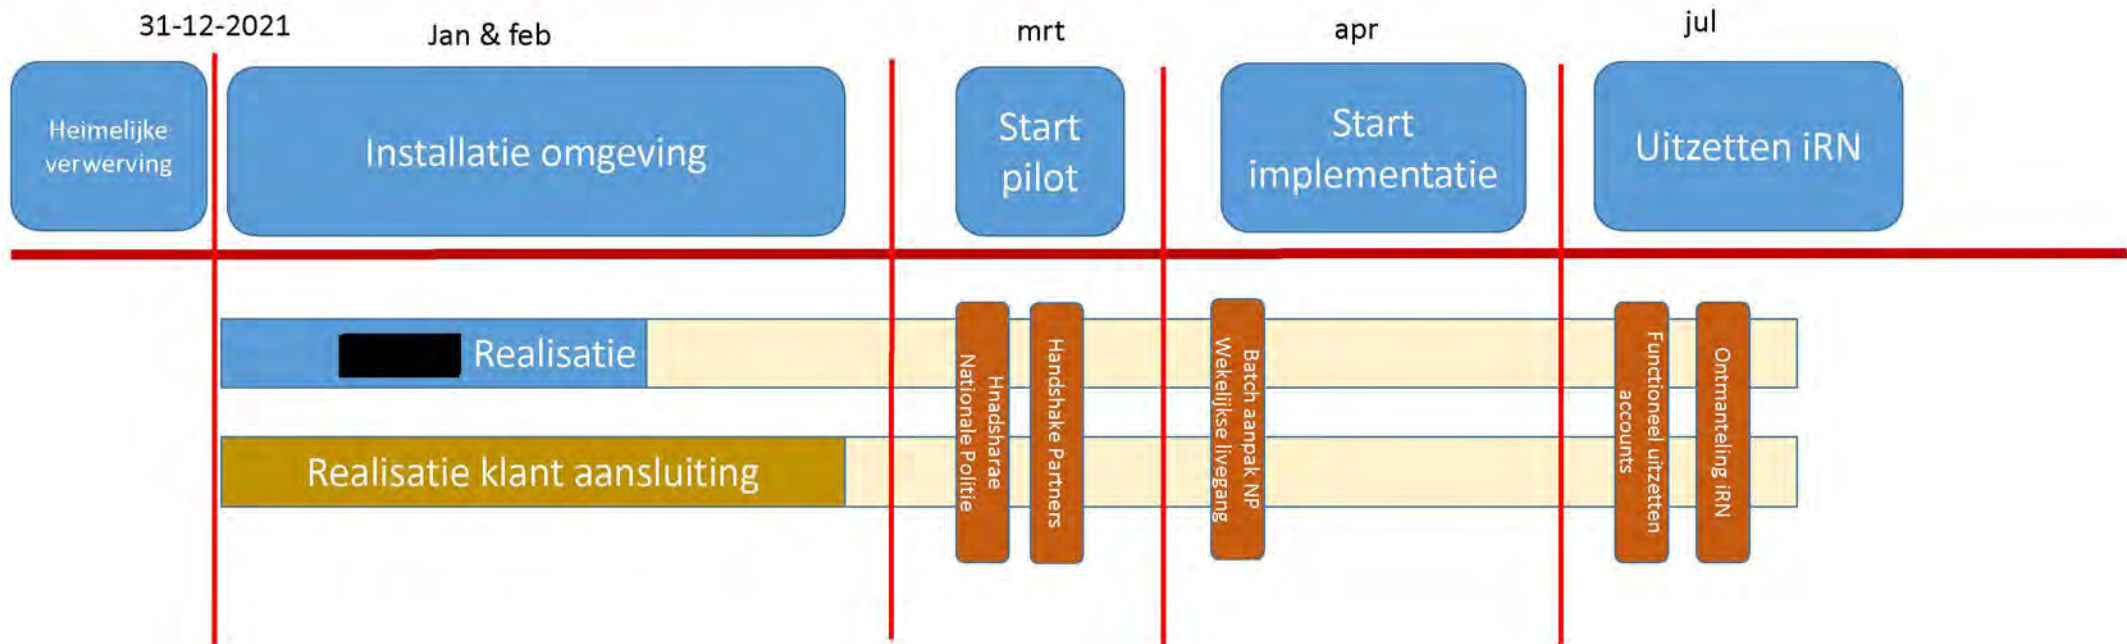 31-12-2021
Jan & feb
mrt
apr
jul
Heimelijke
verwerving
Installatie omgeving
Start
pilot
Start
implementatie
Uitzetten iRN
Realisatie
Realisatie klant aansluiting
Hnadsharae
Nationale Politie
Handshake Partners
Batch aanpak NP
Wekelijkse livegang
Functioneel uitzetten
accounts
Ontmanteling iRN